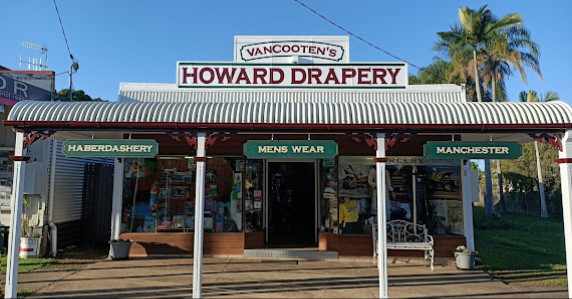 VANCOOTEN'S
HOWARD DRAPERY
HABERDASHERY
MENS WEAR
MANCHESTER